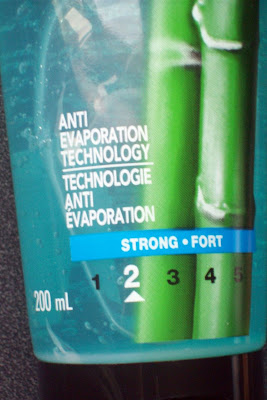 ANTI
EVAPORATION
TECHNOLOGY
TECHNOLOGIE
ANTI
ÉVAPORATION
STRONG • FORT
1 2 3 4 5
200 mL